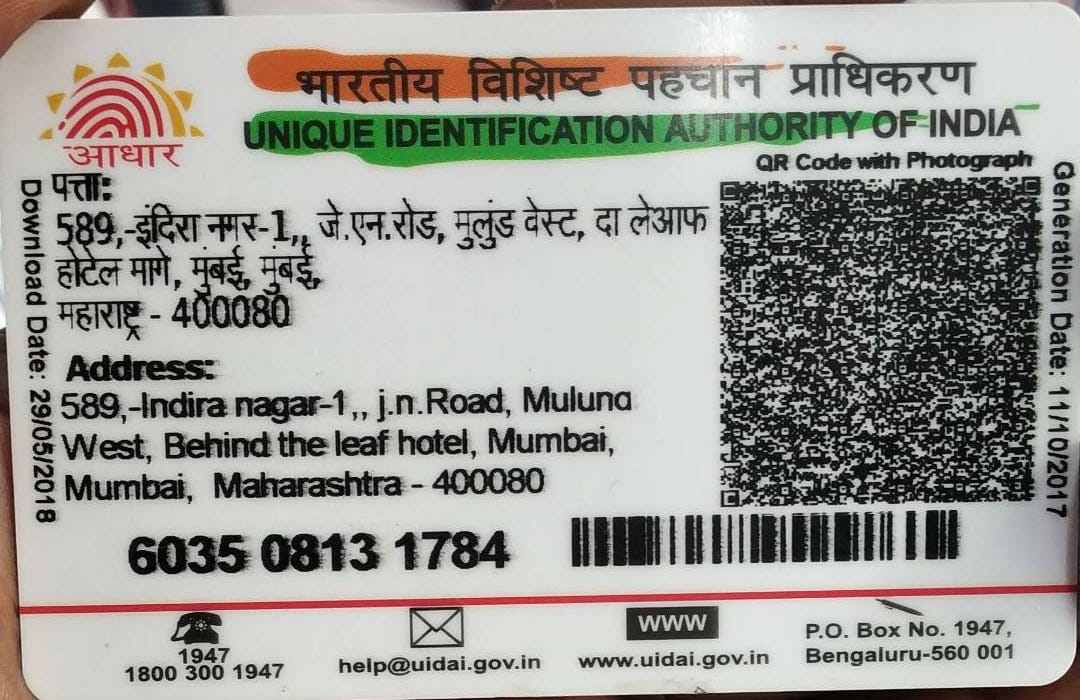 भारतीय विशिष्ट पहचान प्राधिकरण
UNIQUE IDENTIFICATION AUTHORITY OF INDIA
आधार
QR Code with Photograph
पत्ता:
589,-इंदिरा नगर-1,, जे.एन.रोड, मुलुंड वेस्ट, दा लेआफ
होटेल मागे, मुंबई, मुंबई,
महाराष्ट्र - 400080
Address:
589,-Indira nagar-1,, j.n.Road, Muluna
West, Behind the leaf hotel, Mumbai,
Mumbai, Maharashtra - 400080
Download Date: 29/05/2018
Generation Date: 11/10/2017
6035 0813 1784
1947
1800 300 1947
help@uidai.gov.in
www
www.uidai.gov.in
P.O. Box No. 1947,
Bengaluru-560 001